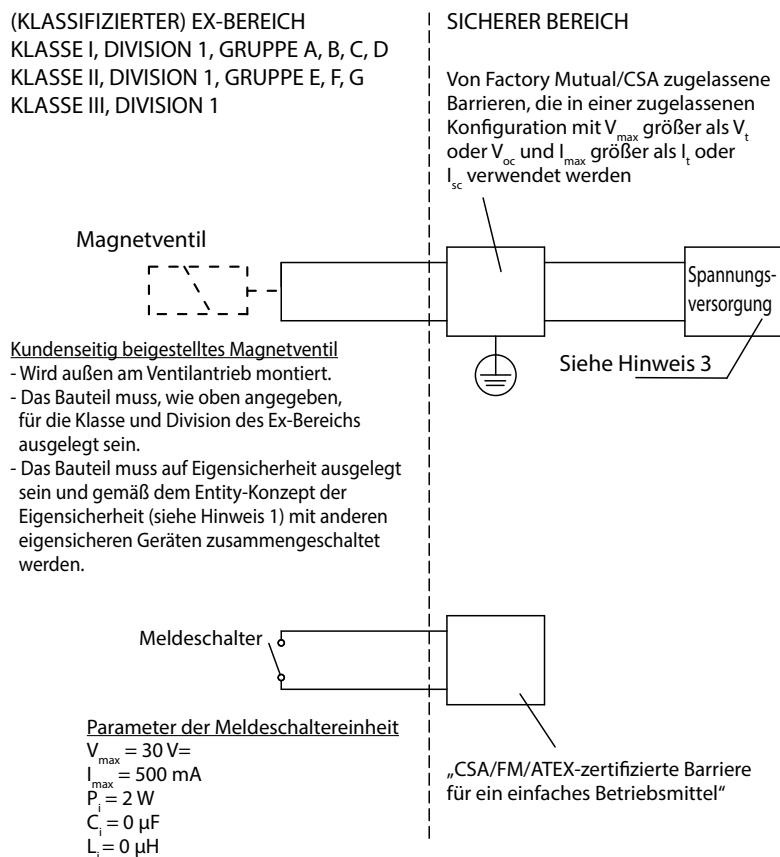 (KLASSIFIZIERTER) EX-BEREICH
KLASSE I, DIVISION 1, GRUPPE A, B, C, D
KLASSE II, DIVISION 1, GRUPPE E, F, G
KLASSE III, DIVISION 1
SICHERER BEREICH
Von Factory Mutual/CSA zugelassene
Barrieren, die in einer zugelassenen
Konfiguration mit Vmax größer als Vt
oder Voc und Imax größer als It oder
Isc verwendet werden
Magnetventil
Spannungs-
versorgung
Siehe Hinweis 3
Kundenseitig beigestelltes Magnetventil
- Wird außen am Ventilantrieb montiert.
- Das Bauteil muss, wie oben angegeben,
für die Klasse und Division des Ex-Bereichs
ausgelegt sein.
- Das Bauteil muss auf Eigensicherheit ausgelegt
sein und gemäß dem Entity-Konzept der
Eigensicherheit (siehe Hinweis 1) mit anderen
eigensicheren Geräten zusammengeschaltet
werden.
Meldeschalter
Parameter der Meldeschaltereinheit
Vmax = 30 V=
Imax = 500 mA
Pi = 2 W
Ci = 0 µF
Li = 0 µH
„CSA/FM/ATEX-zertifizierte Barriere
für ein einfaches Betriebsmittel“